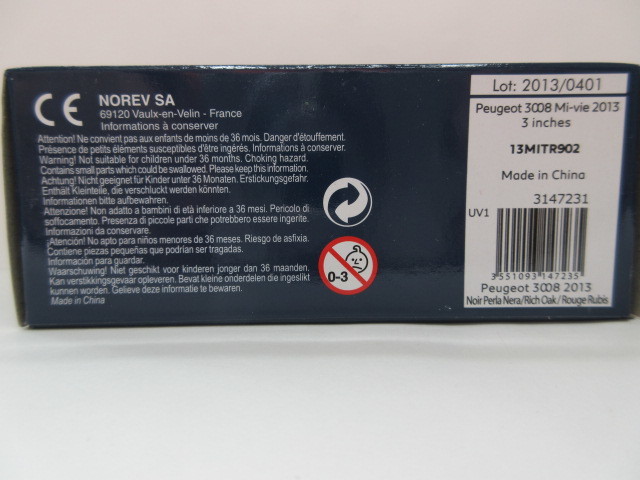 CE
NOREV SA
69120 Vaulx-en-Velin - France
Informations à conserver
Attention! Ne convient pas aux enfants de moins de 36 mois. Danger d'étouffement.
Présence de petits éléments susceptibles d'être ingérés. Informations à conserver.
Warning! Not suitable for children under 36 months. Choking hazard.
Contains small parts which could be swallowed. Please keep this information.
Achtung! Nicht geeignet für Kinder unter 36 Monaten. Erstickungsgefahr.
Enthält Kleinteile, die verschluckt werden könnten.
Informationen bitte aufbewahren.
Attenzione! Non adatto a bambini di età inferiore a 36 mesi. Pericolo di
soffocamento. Presenza di piccole parti che potrebbero essere ingerite.
Informazioni da conservare.
¡Atención! No apto para niños menores de 36 meses. Riesgo de asfixia.
Contiene piezas pequeñas que podrían ser tragadas.
Información para guardar.
Waarschuwing! Niet geschikt voor kinderen jonger dan 36 maanden.
Kan verstikkingsgevaar opleveren. Bevat kleine onderdelen die ingeslikt
kunnen worden. Gelieve deze informatie te bewaren.
Made in China
0-3
Lot: 2013/0401
Peugeot 3008 Mi-vie 2013
3 inches
13MITR902
Made in China
3147231
UV1
3 551093 147235
Peugeot 3008 2013
Noir Perla Nera/Rich Oak/Rouge Rubis